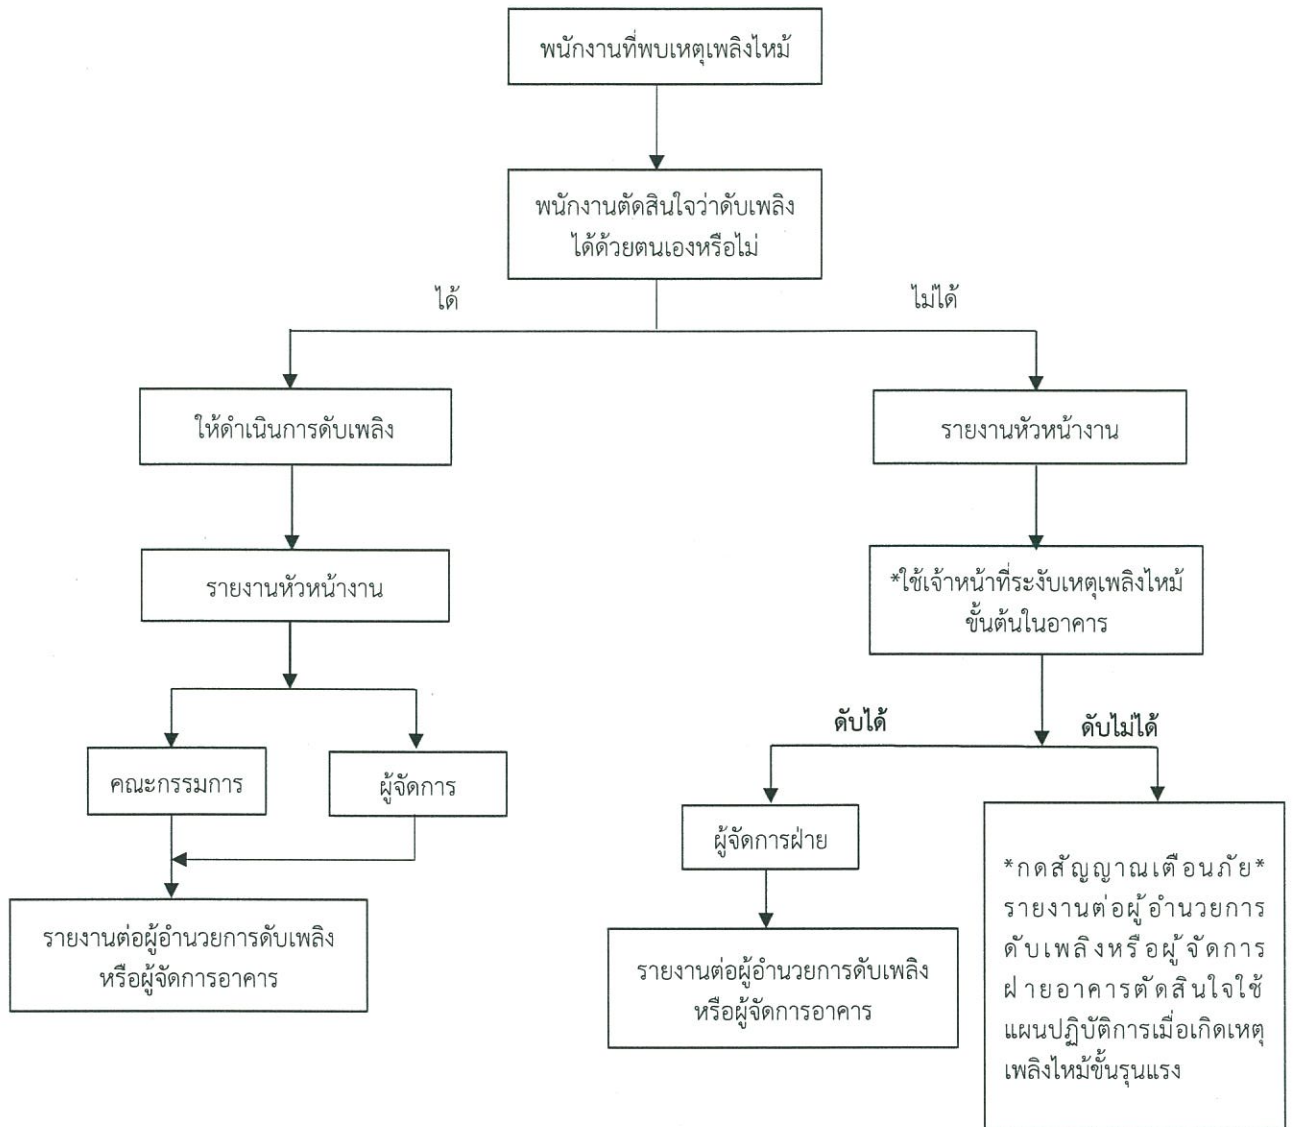 พนักงานที่พบเหตุเพลิงไหม้
พนักงานตัดสินใจว่าดับเพลิง
ได้ด้วยตนเองหรือไม่
ได้
ไม่ได้
ให้ดำเนินการดับเพลิง
รายงานหัวหน้างาน
รายงานหัวหน้างาน
*ใช้เจ้าหน้าที่ระงับเหตุเพลิงไหม้
ขั้นต้นในอาคาร
คณะกรรมการ
ผู้จัดการ
รายงานต่อผู้อำนวยการดับเพลิง
หรือผู้จัดการอาคาร
ดับได้
ดับไม่ได้
ผู้จัดการฝ่าย
รายงานต่อผู้อำนวยการดับเพลิง
หรือผู้จัดการอาคาร
*กดสัญญาณเตือนภัย*
รายงานต่อผู้อำนวยการ
ดับเพลิงหรือผู้จัดการ
ฝ่ายอาคารตัดสินใจใช้
แผนปฏิบัติการเมื่อเกิดเหตุ
เพลิงไหม้ขั้นรุนแรง